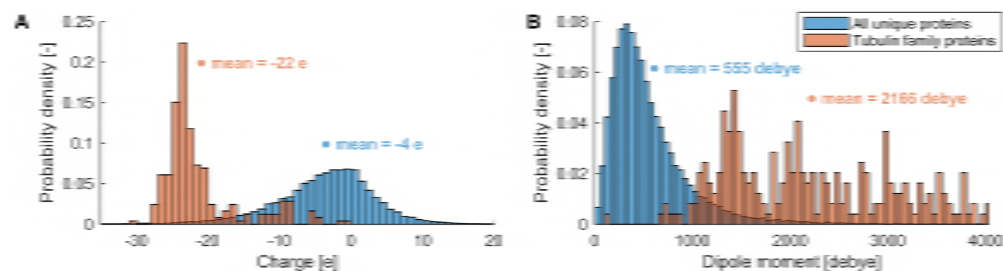 A
0.25
0.2
0.15
0.1
0.05
0
Probability density [-]
mean = -22 e
mean = -4 e
-30 -20 -10 0 10 20
Charge [e]
B
0.08
0.06
0.04
0.02
0
Probability density [-]
All unique proteins
Tubulin family proteins
mean = 555 debye
mean = 2166 debye
0 1000 2000 3000 4000
Dipole moment [debye]